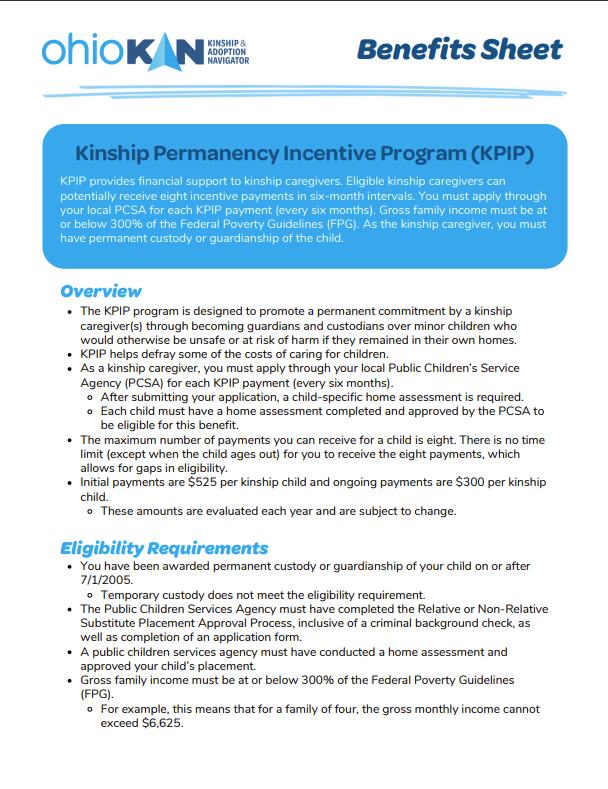 ohioKAN KINSHIP &
ADOPTION
NAVIGATOR
Benefits Sheet
Kinship Permanency Incentive Program (KPIP)
KPIP provides financial support to kinship caregivers. Eligible kinship caregivers can
potentially receive eight incentive payments in six-month intervals. You must apply through
your local PCSA for each KPIP payment (every six months). Gross family income must be at
or below 300% of the Federal Poverty Guidelines (FPG). As the kinship caregiver, you must
have permanent custody or guardianship of the child.
Overview
• The KPIP program is designed to promote a permanent commitment by a kinship
caregiver(s) through becoming guardians and custodians over minor children who
would otherwise be unsafe or at risk of harm if they remained in their own homes.
• KPIP helps defray some of the costs of caring for children.
• As a kinship caregiver, you must apply through your local Public Children's Service
Agency (PCSA) for each KPIP payment (every six months).
◦ After submitting your application, a child-specific home assessment is required.
◦ Each child must have a home assessment completed and approved by the PCSA to
be eligible for this benefit.
• The maximum number of payments you can receive for a child is eight. There is no time
limit (except when the child ages out) for you to receive the eight payments, which
allows for gaps in eligibility.
• Initial payments are $525 per kinship child and ongoing payments are $300 per kinship
child.
◦ These amounts are evaluated each year and are subject to change.
Eligibility Requirements
• You have been awarded permanent custody or guardianship of your child on or after
7/1/2005.
◦ Temporary custody does not meet the eligibility requirement.
• The Public Children Services Agency must have completed the Relative or Non-Relative
Substitute Placement Approval Process, inclusive of a criminal background check, as
well as completion of an application form.
• A public children services agency must have conducted a home assessment and
approved your child's placement.
• Gross family income must be at or below 300% of the Federal Poverty Guidelines
(FPG).
◦ For example, this means that for a family of four, the gross monthly income cannot
exceed $6,625.